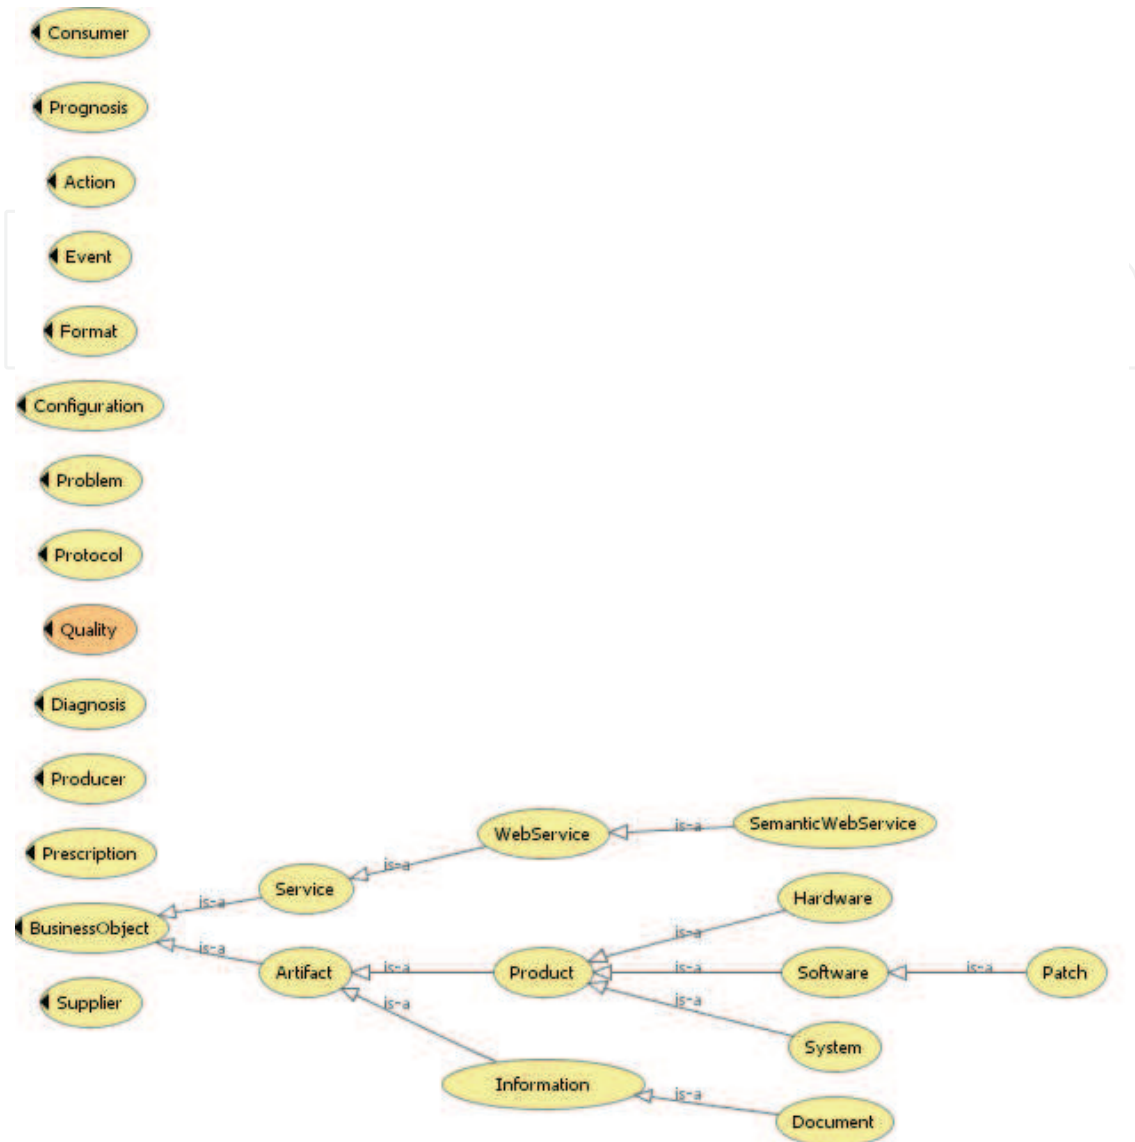 Consumer
Prognosis
Action
Event
Format
Configuration
Problem
Protocol
Quality
Diagnosis
Producer
Prescription
BusinessObject
Supplier
is-a
Service
is-a
WebService
is-a
SemanticWebService
is-a
Artifact
is-a
Product
is-a
Hardware
is-a
Software
is-a
Patch
is-a
System
is-a
Information
is-a
Document